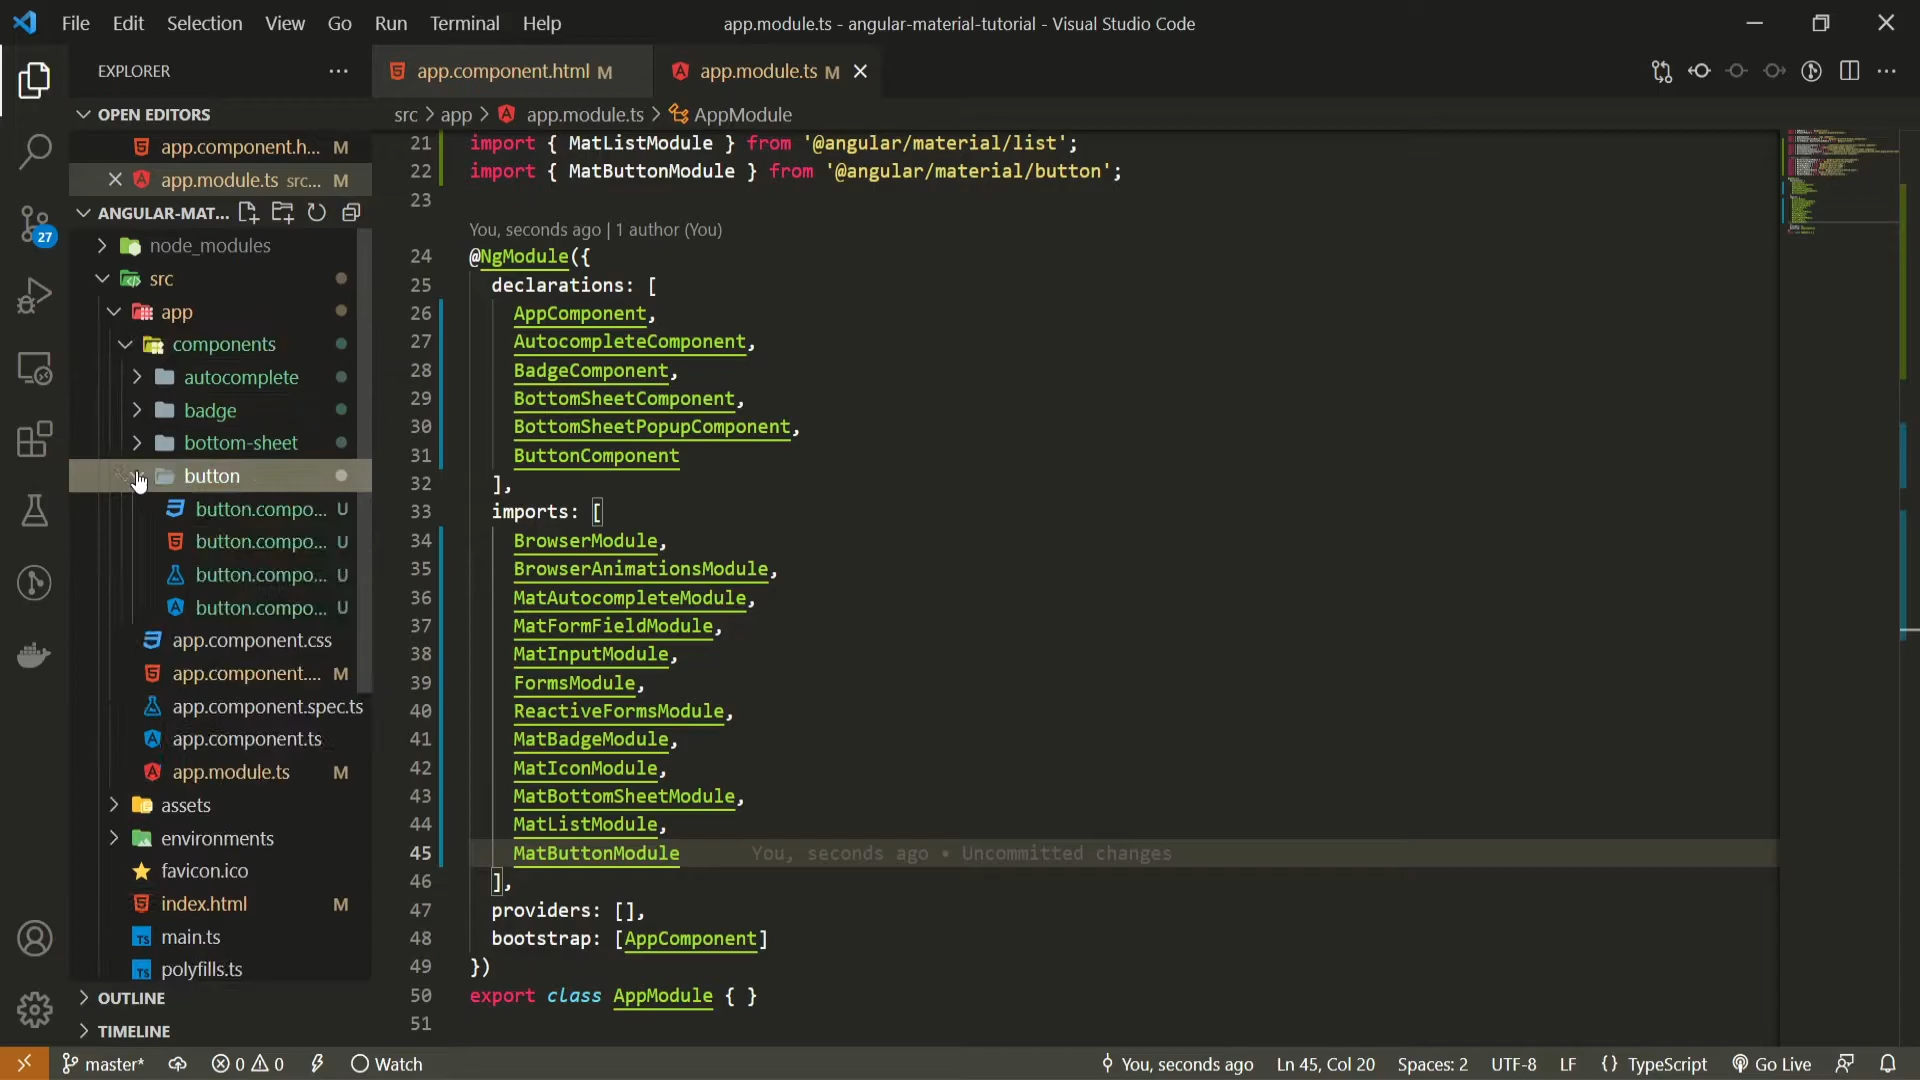 File Edit Selection View Go Run Terminal Help
app.module.ts - angular-material-tutorial - Visual Studio Code
EXPLORER
app.component.html M
app.module.ts M
OPEN EDITORS
app.component.h... M
app.module.ts src... M
ANGULAR-MAT...
27
node_modules
src
app
components
autocomplete
badge
bottom-sheet
button
button.compo... U
button.compo... U
button.compo... U
button.compo... U
app.component.css
app.component.... M
app.component.spec.ts
app.component.ts
app.module.ts M
assets
environments
favicon.ico
index.html M
TS main.ts
TS polyfills.ts
OUTLINE
TIMELINE
src > app > app.module.ts > AppModule
21 import { MatListModule } from '@angular/material/list';
22 import { MatButtonModule } from '@angular/material/button';
23
You, seconds ago | 1 author (You)
24 @NgModule({
25 declarations: [
26 AppComponent,
27 AutocompleteComponent,
28 BadgeComponent,
29 BottomSheetComponent,
30 BottomSheetPopupComponent,
31 ButtonComponent
32 ],
33 imports: [
34 BrowserModule,
35 BrowserAnimationsModule,
36 MatAutocompleteModule,
37 MatFormFieldModule,
38 MatInputModule,
39 FormsModule,
40 ReactiveFormsModule,
41 MatBadgeModule,
42 MatIconModule,
43 MatBottomSheetModule,
44 MatListModule,
45 MatButtonModule You, seconds ago • Uncommitted changes
46 ],
47 providers: [],
48 bootstrap: [AppComponent]
49 })
50 export class AppModule { }
51
master* 0 0 Watch You, seconds ago Ln 45, Col 20 Spaces: 2 UTF-8 LF {} TypeScript Go Live